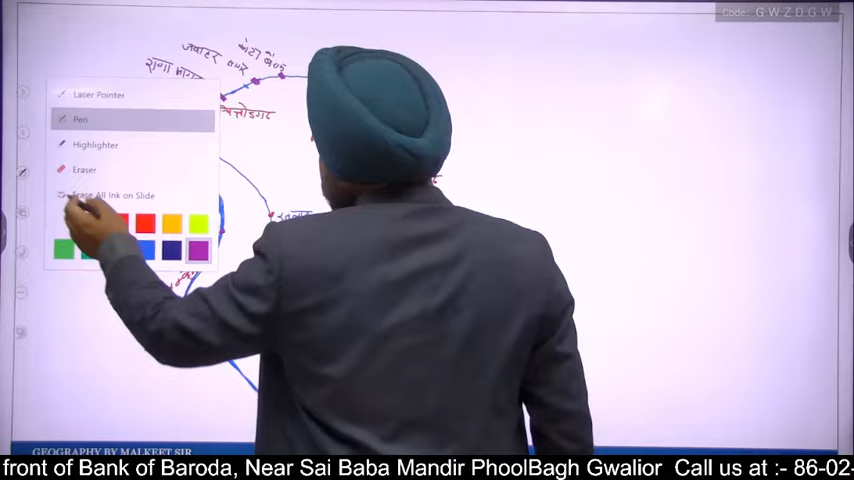 Code: G W Z D G W
जवाहर
राणा
चित्तोडगढ
Laser Pointer
Pen
Highlighter
Eraser
Erase All Ink on Slide
GEOGRAPHY BY MALKEET SIR
front of Bank of Baroda, Near Sai Baba Mandir PhoolBagh Gwalior Call us at :- 86-02-